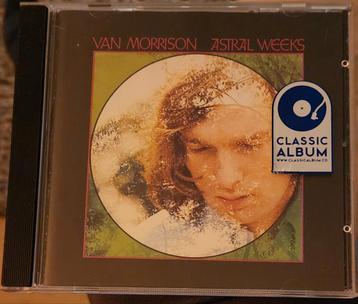 VAN MORRISON ASTRAL WEEKS
CLASSIC
ALBUM
WWW.CLASSICALBUM.CO